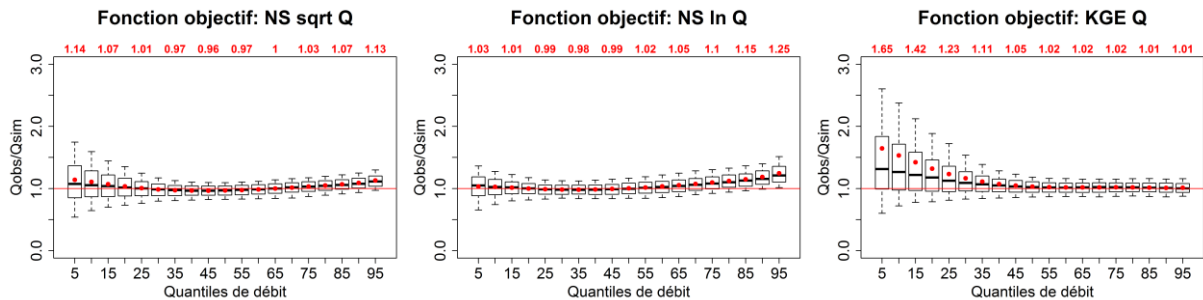 Fonction objectif: NS sqrt Q
1.14 1.07 1.01 0.97 0.96 0.97 1 1.03 1.07 1.13
Qobs/Qsim
3.0
2.0
1.0
0.0
5 15 25 35 45 55 65 75 85 95
Quantiles de débit
Fonction objectif: NS ln Q
1.03 1.01 0.99 0.98 0.99 1.02 1.05 1.1 1.15 1.25
Qobs/Qsim
3.0
2.0
1.0
0.0
5 15 25 35 45 55 65 75 85 95
Quantiles de débit
Fonction objectif: KGE Q
1.65 1.42 1.23 1.11 1.05 1.02 1.02 1.02 1.01 1.01
Qobs/Qsim
3.0
2.0
1.0
0.0
5 15 25 35 45 55 65 75 85 95
Quantiles de débit